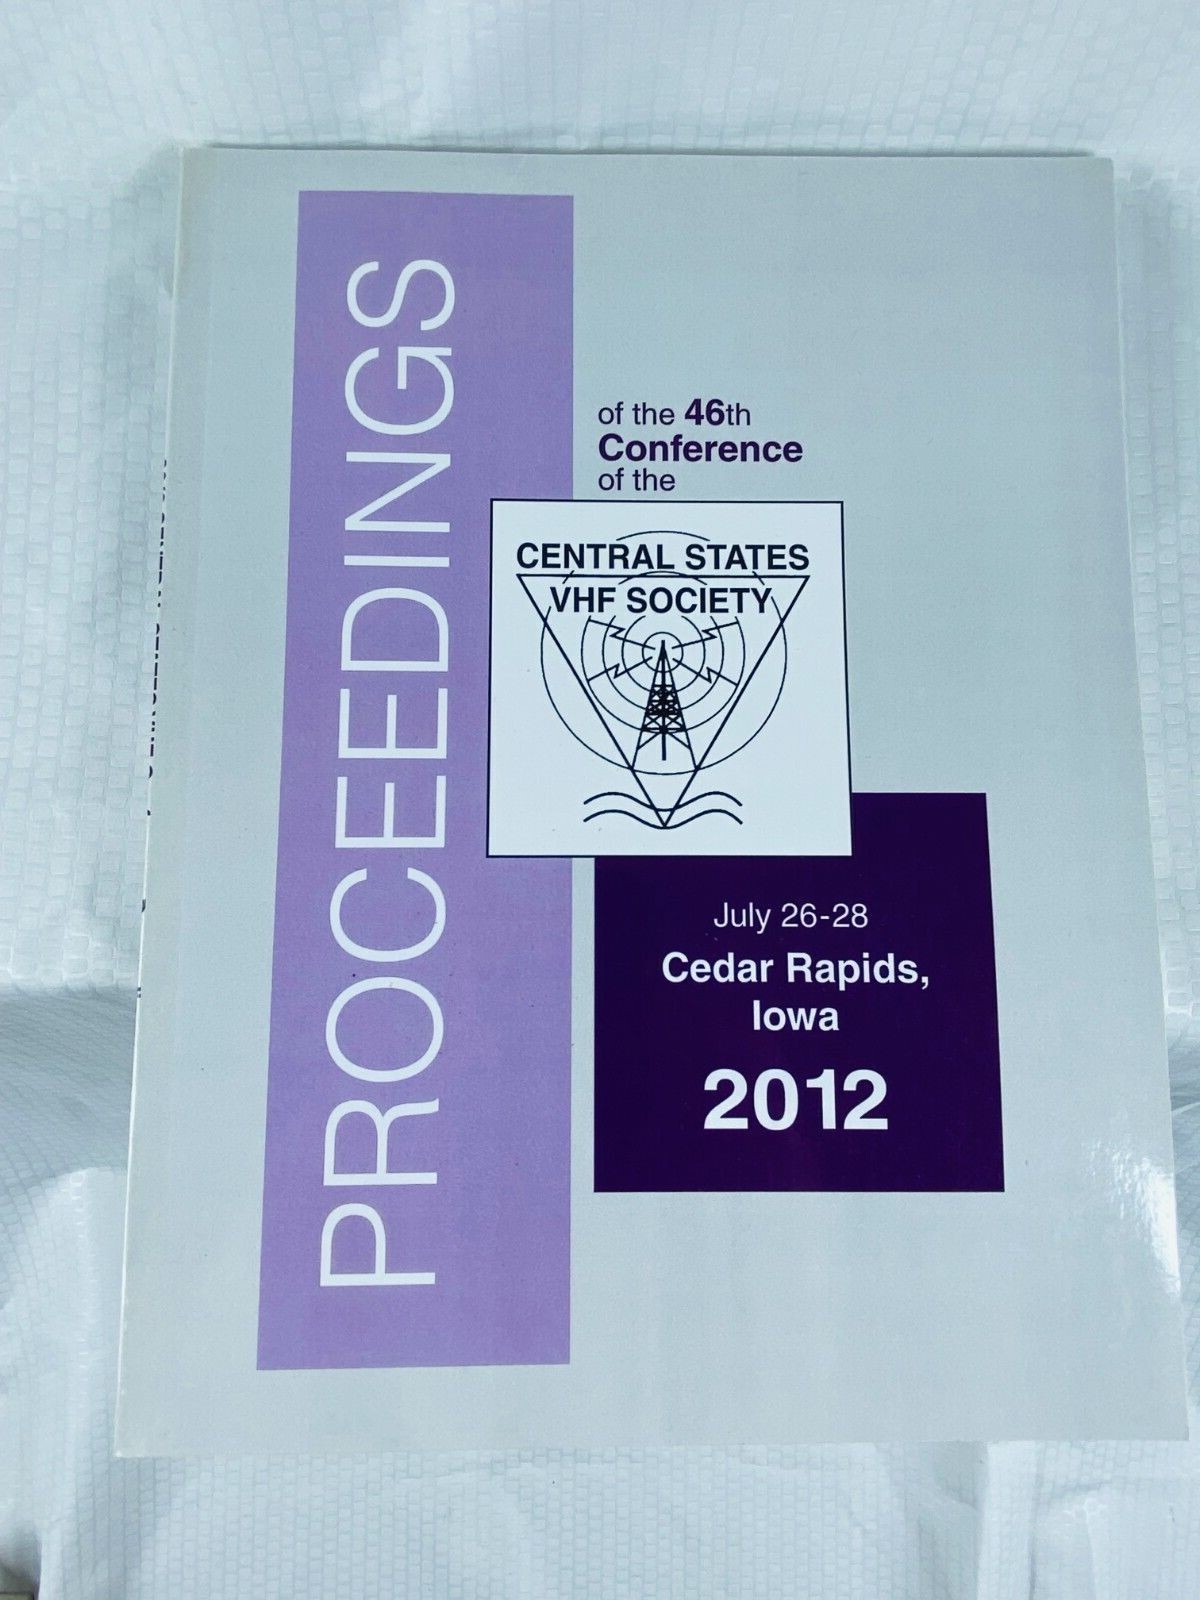 PROCEEDINGS
of the 46th
Conference
of the
CENTRAL STATES
VHF SOCIETY
July 26-28
Cedar Rapids,
Iowa
2012